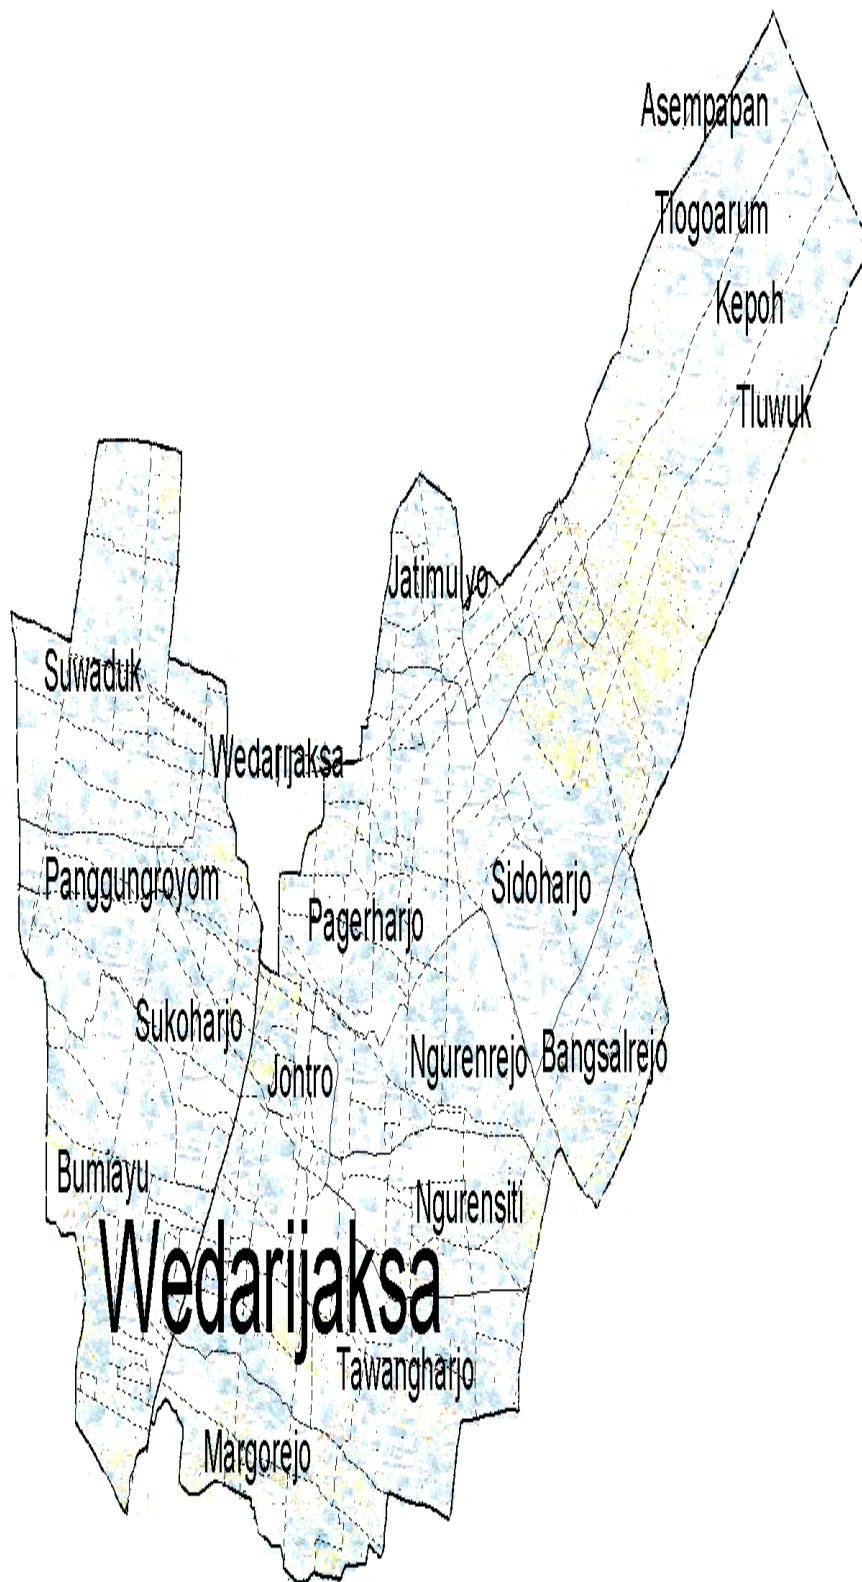 Asempapan
Tlogoarum
Kepoh
Tluwuk
Jatimulyo
Suwaduk
Wedarijaksa
Panggungroyom
Sidoharjo
Pagerharjo
Sukoharjo
Ngurenrejo
Bangsalrejo
Jontro
Bumiayu
Ngurensiti
Wedarijaksa
Tawangharjo
Margorejo